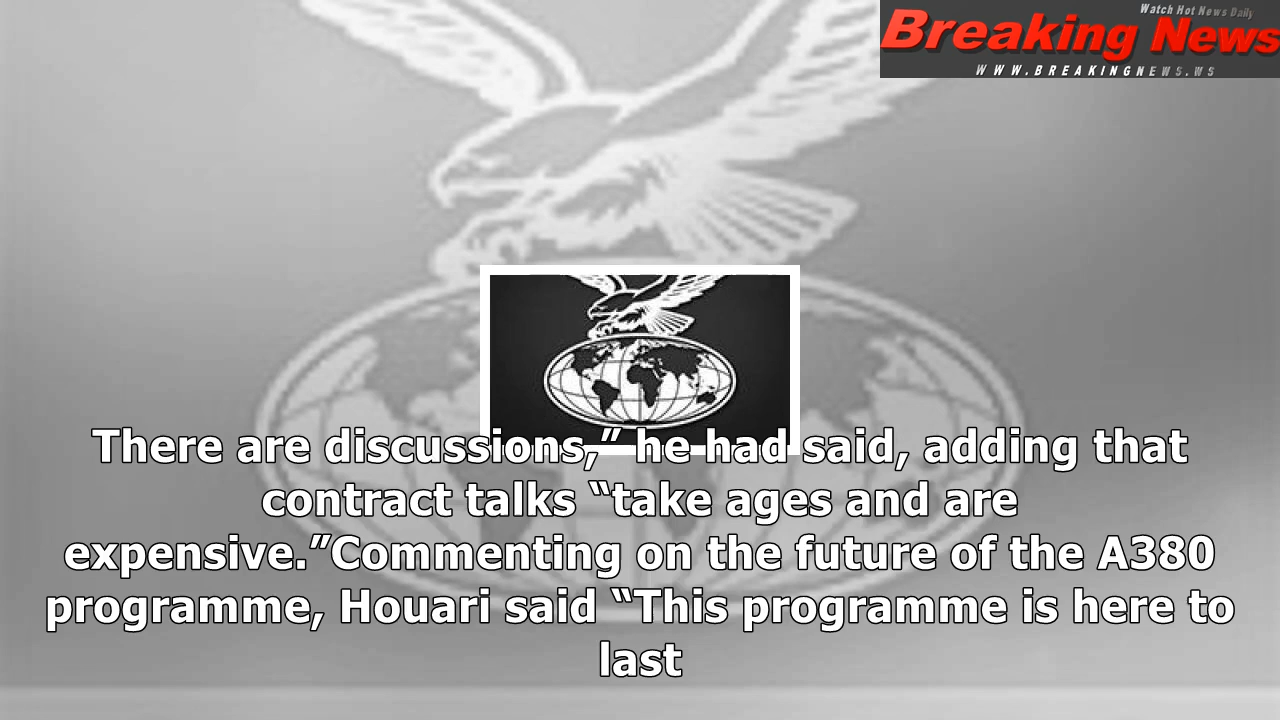 Watch Hot News Daily
Breaking News
WWW.BREAKINGNEWS.WS
There are discussions,” he had said, adding that
contract talks “take ages and are
expensive.”Commenting on the future of the A380
programme, Houari said “This programme is here to
last